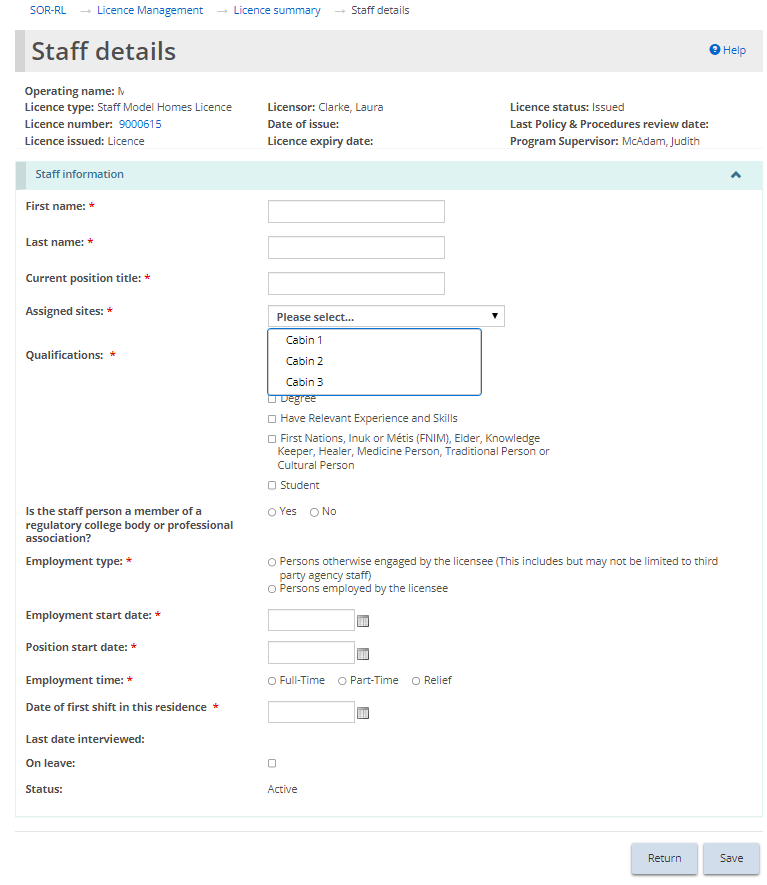 SOR-RL → Licence Management → Licence summary → Staff details
Staff details
Help
Operating name:
Licence type: Staff Model Homes Licence Licensor: Clarke, Laura Licence status: Issued
Licence number: 9000615 Date of issue: Last Policy & Procedures review date:
Licence issued: Licence Licence expiry date: Program Supervisor: McAdam, Judith
Staff information
First name: *
Last name: *
Current position title: *
Assigned sites: * Please select...
Cabin 1
Qualifications: * Cabin 2
Cabin 3
Degree
Have Relevant Experience and Skills
First Nations, Inuk or Métis (FNIM), Elder, Knowledge
Keeper, Healer, Medicine Person, Traditional Person or
Cultural Person
Student
Is the staff person a member of a
regulatory college body or professional
association?
Yes No
Employment type: * Persons otherwise engaged by the licensee (This includes but may not be limited to third
party agency staff)
Persons employed by the licensee
Employment start date: *
Position start date: *
Employment time: * Full-Time Part-Time Relief
Date of first shift in this residence *
Last date interviewed:
On leave:
Status: Active
Return Save